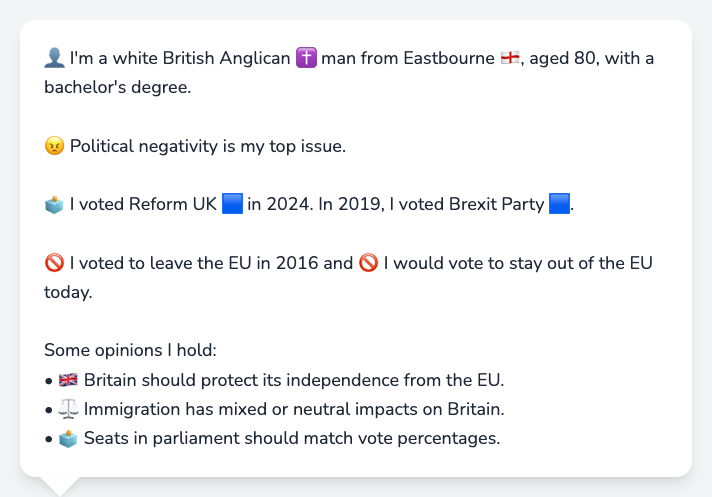 👤 I'm a white British Anglican ✝️ man from Eastbourne 🏴󠁧󠁢󠁥󠁮󠁧󠁿, aged 80, with a
bachelor's degree.
😠 Political negativity is my top issue.
🗳️ I voted Reform UK 🟦 in 2024. In 2019, I voted Brexit Party 🟦.
🚫 I voted to leave the EU in 2016 and 🚫 I would vote to stay out of the EU
today.
Some opinions I hold:
• 🇬🇧 Britain should protect its independence from the EU.
• ⚖️ Immigration has mixed or neutral impacts on Britain.
• 🗳️ Seats in parliament should match vote percentages.